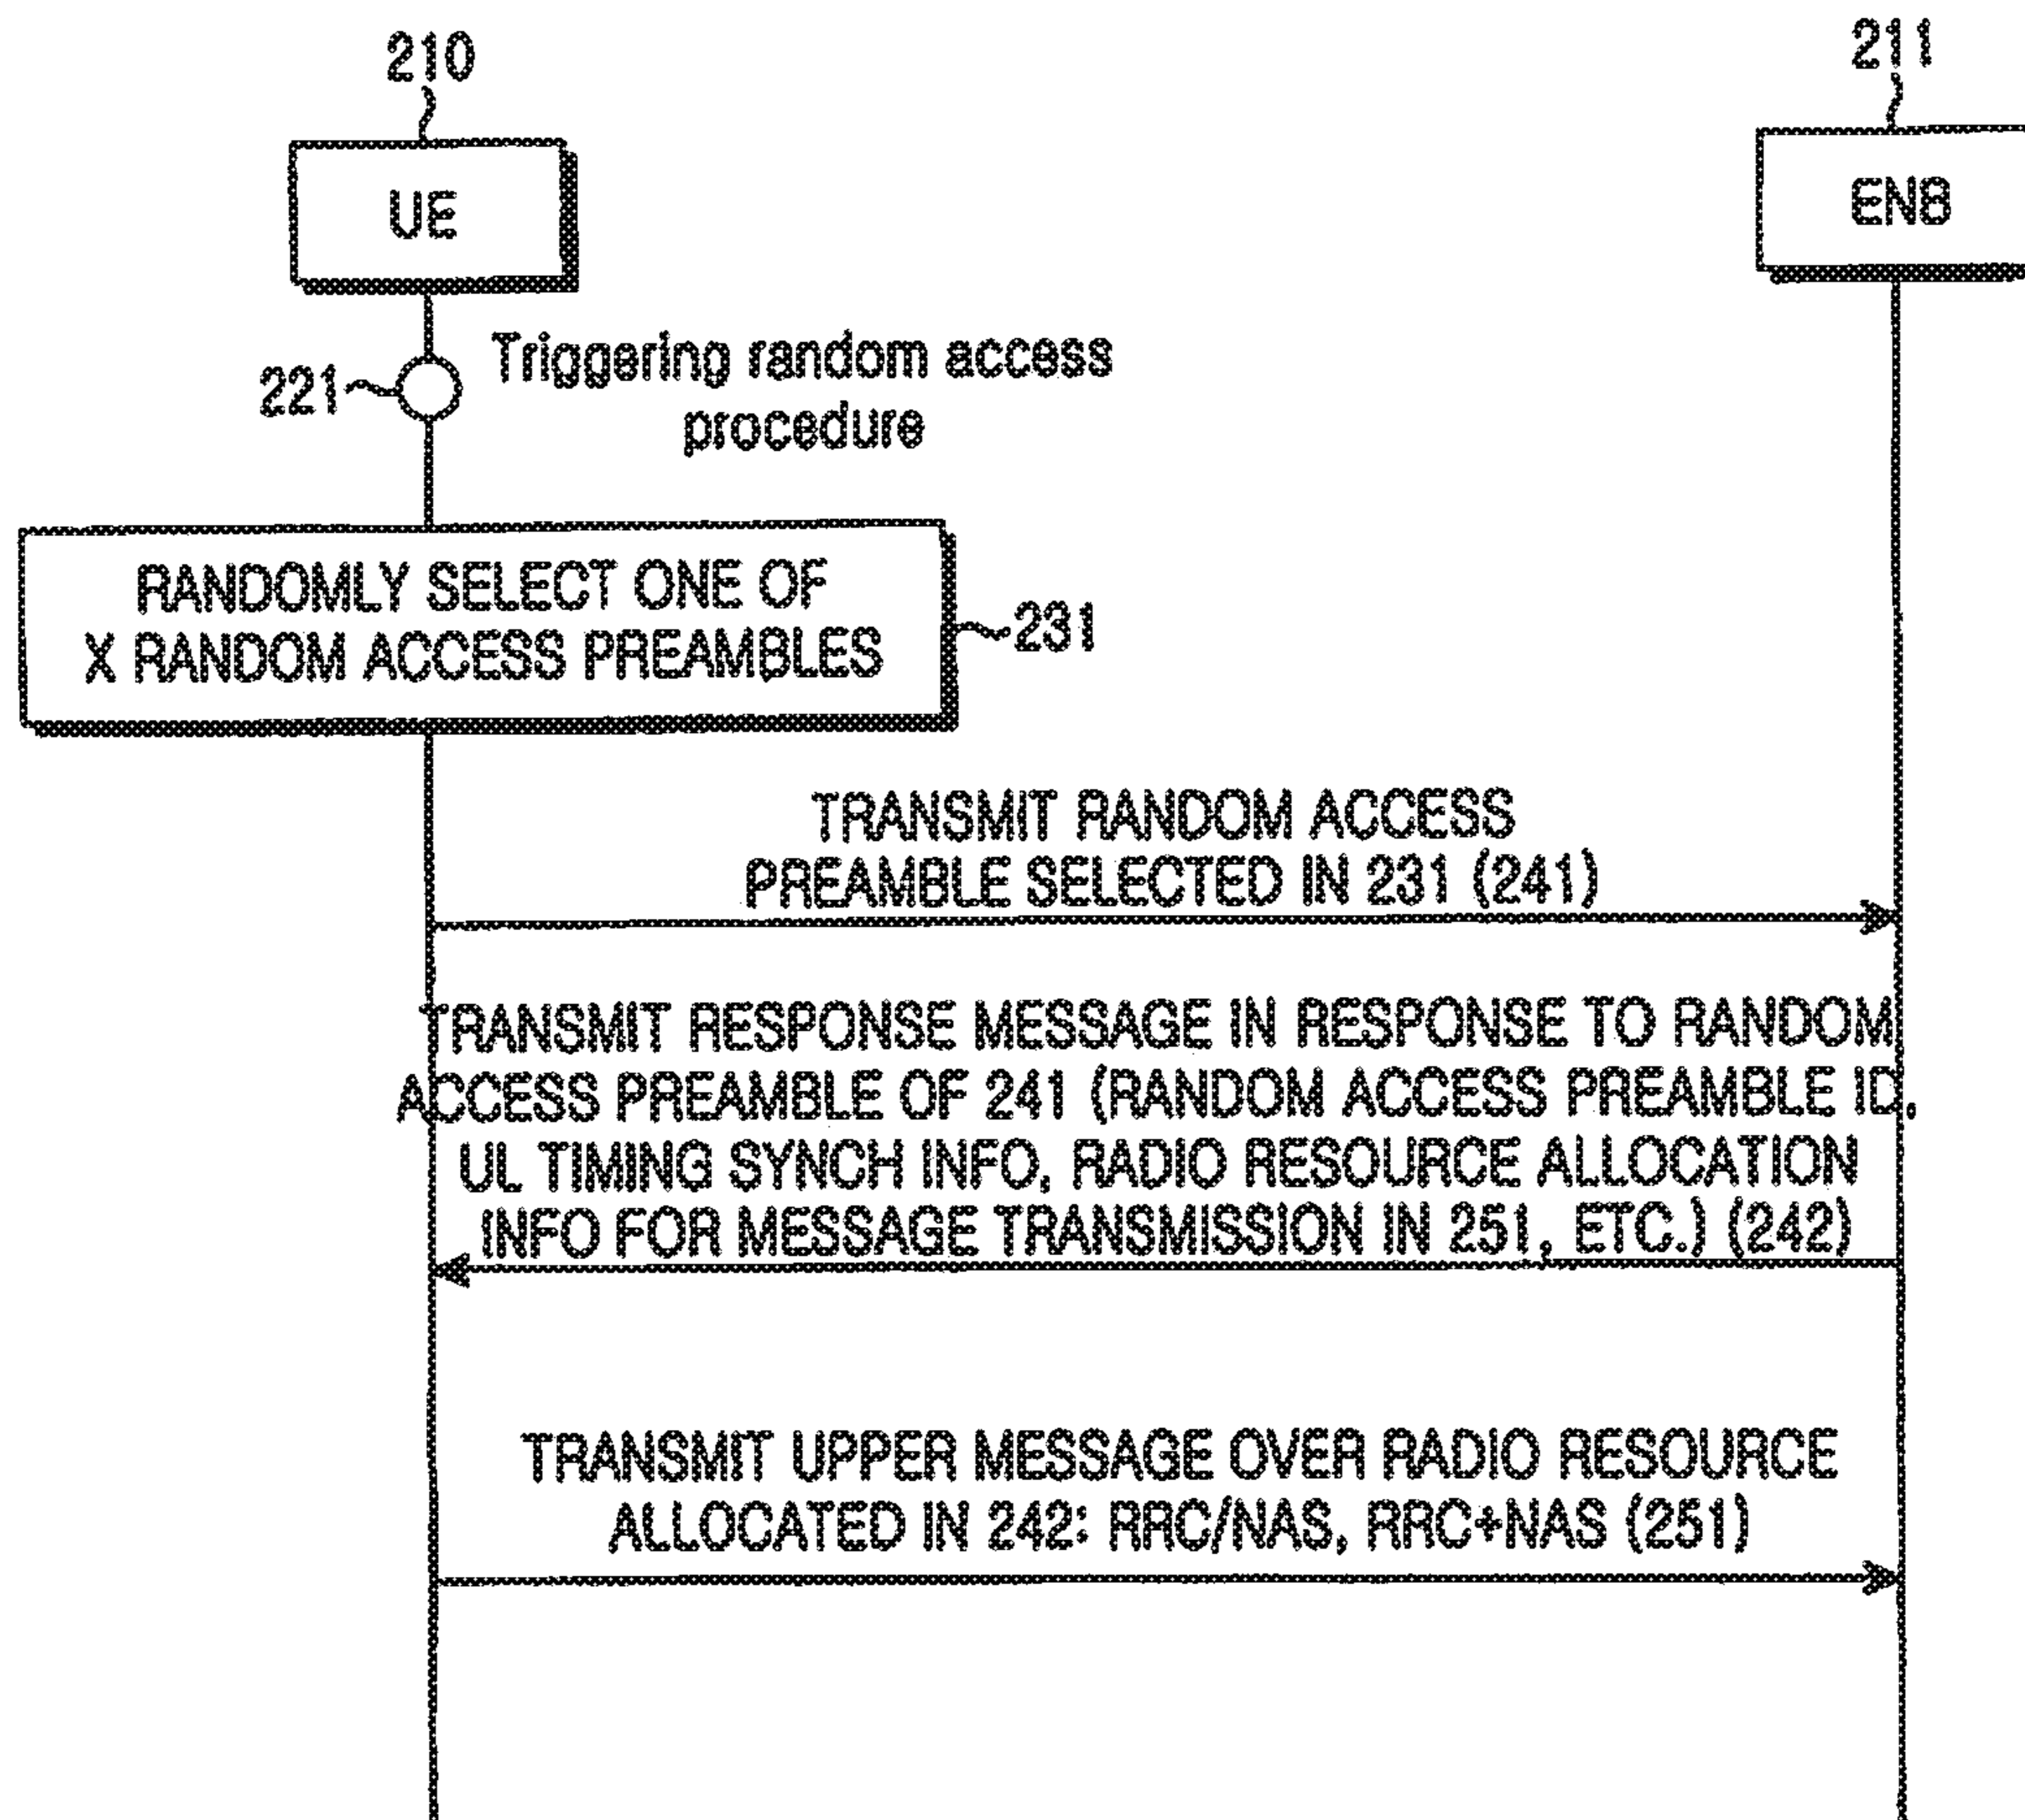 210
211
UE
ENB
221
Triggering random access
procedure
RANDOMLY SELECT ONE OF
X RANDOM ACCESS PREAMBLES
231
TRANSMIT RANDOM ACCESS
PREAMBLE SELECTED IN 231 (241)
TRANSMIT RESPONSE MESSAGE IN RESPONSE TO RANDOM
ACCESS PREAMBLE OF 241 (RANDOM ACCESS PREAMBLE ID,
UL TIMING SYNCH INFO, RADIO RESOURCE ALLOCATION
INFO FOR MESSAGE TRANSMISSION IN 251, ETC.) (242)
TRANSMIT UPPER MESSAGE OVER RADIO RESOURCE
ALLOCATED IN 242: RRC/NAS, RRC+NAS (251)